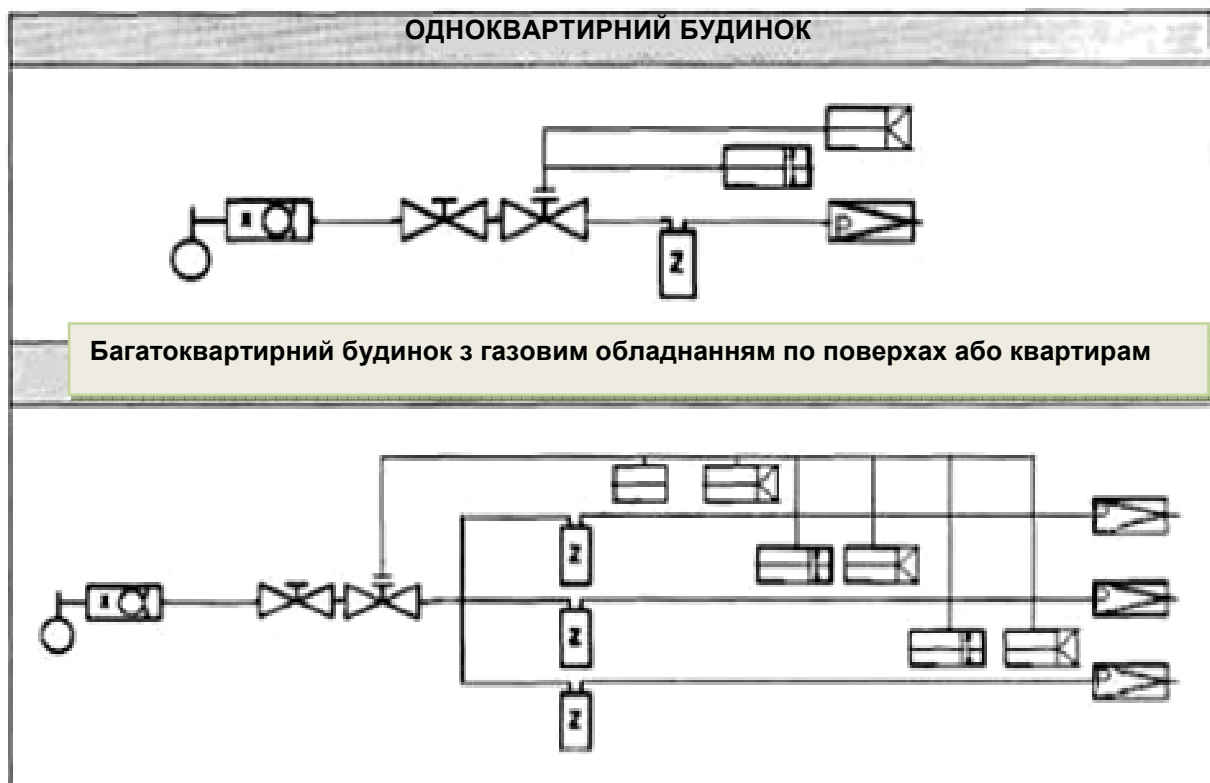 ОДНОКВАРТИРНИЙ БУДИНОК
x
P
Z
Багатоквартирний будинок з газовим обладнанням по поверхах або квартирам
P
Z
x
P
Z
P
Z